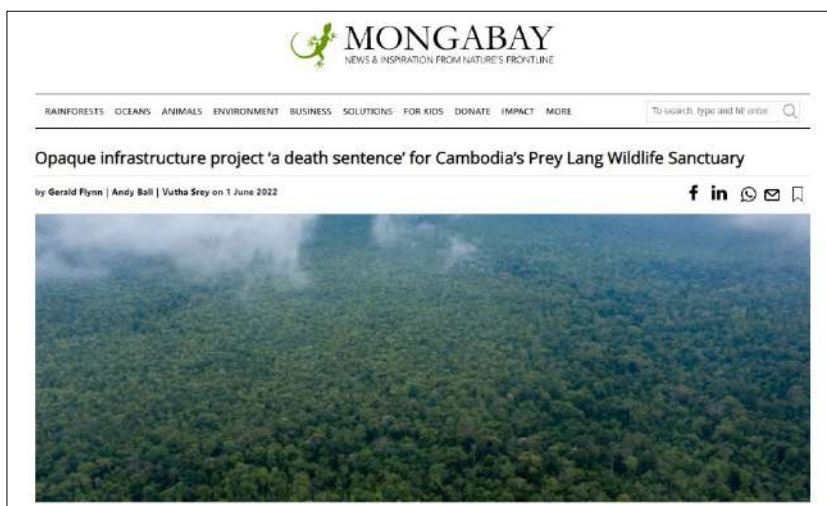 MONGABAY
NEWS & INSPIRATION FROM NATURE'S FRONTLINE
RAINFORESTS OCEANS ANIMALS ENVIRONMENT BUSINESS SOLUTIONS FOR KIDS DONATE IMPACT MORE
To search, type and hit enter
Opaque infrastructure project 'a death sentence' for Cambodia's Prey Lang Wildlife Sanctuary
by Gerald Flynn | Andy Ball | Vutha Srey on 1 June 2022